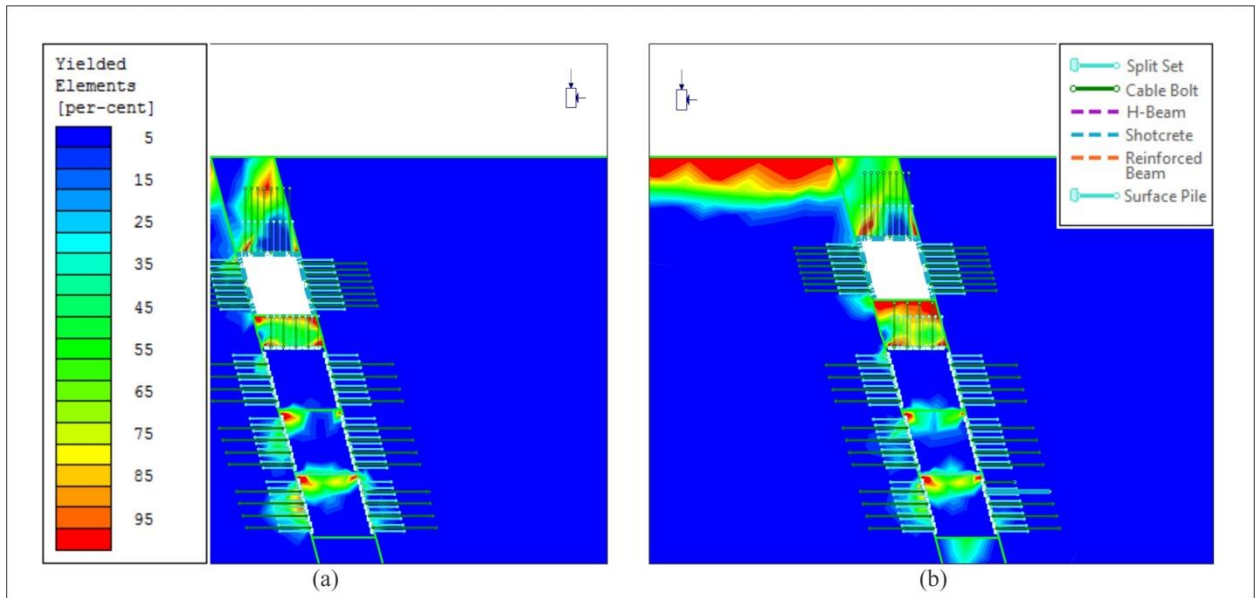 Yielded
Elements
[per-cent]
5
15
25
35
45
55
65
75
85
95
Split Set
Cable Bolt
H-Beam
Shotcrete
Reinforced
Beam
Surface Pile
(a)
(b)